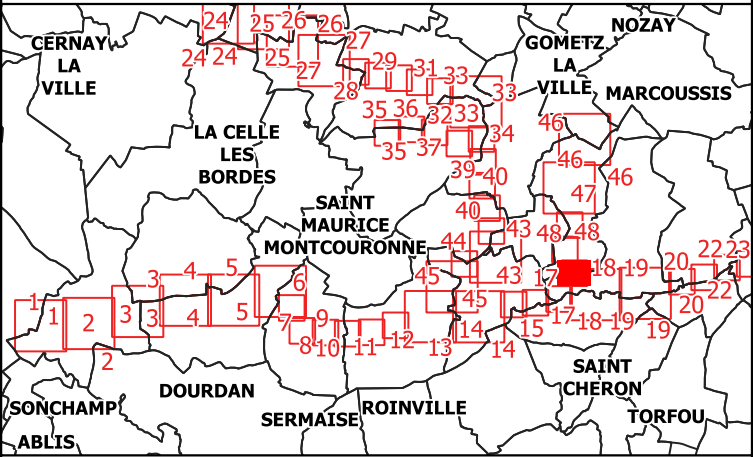 24 25 26 26
NOZAY
CERNAY
LA
VILLE
27
GOMETZ
LA
VILLE
24 24 25 27 28 29 31 33 33
MARCOUSSIS
35 36 32 33 34
46 46 46
LA CELLE
LES
BORDES
35 37
39 40 47
SAINT
MAURICE
MONTCOURONNE
40 43 48 48
44 45 43 45
17 18 19 20 22 23
1 1 2 2 3 3 3 4 4 5 5 6
7 8 9 10 11 12 13 14 14 15
17 18 19 19 20 22
DOURDAN
SAINT
CHERON
SONCHAMP
SERMAISE
ROINVILLE
TORFOU
ABLIS